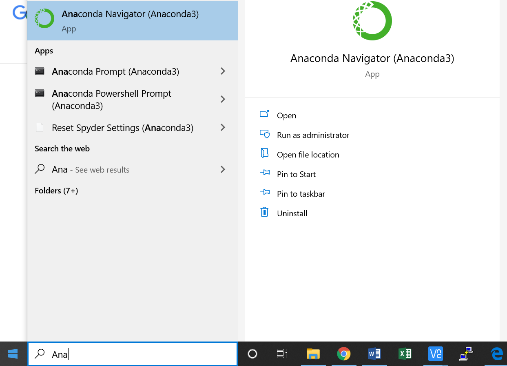 Anaconda Navigator (Anaconda3)
App
Apps
Anaconda Prompt (Anaconda3)
Anaconda Powershell Prompt
(Anaconda3)
Reset Spyder Settings (Anaconda3)
Search the web
Ana - See web results
Folders (7+)
Anaconda Navigator (Anaconda3)
App
Open
Run as administrator
Open file location
Pin to Start
Pin to taskbar
Uninstall
Ana